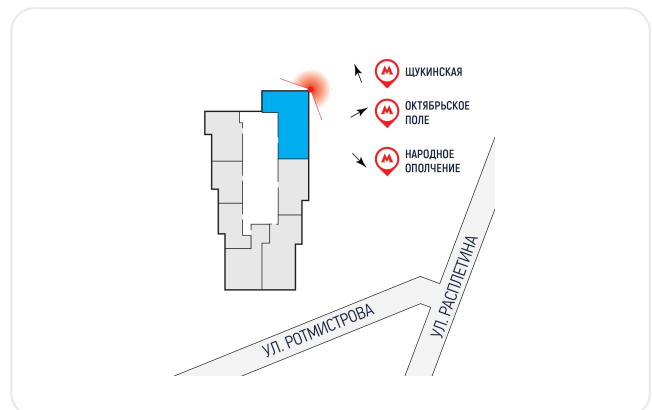 ЩУКИНСКАЯ
ОКТЯБРЬСКОЕ
ПОЛЕ
НАРОДНОЕ
ОПОЛЧЕНИЕ
УЛ. РАСПЛЕТИНА
УЛ. РОТМИСТРОВА